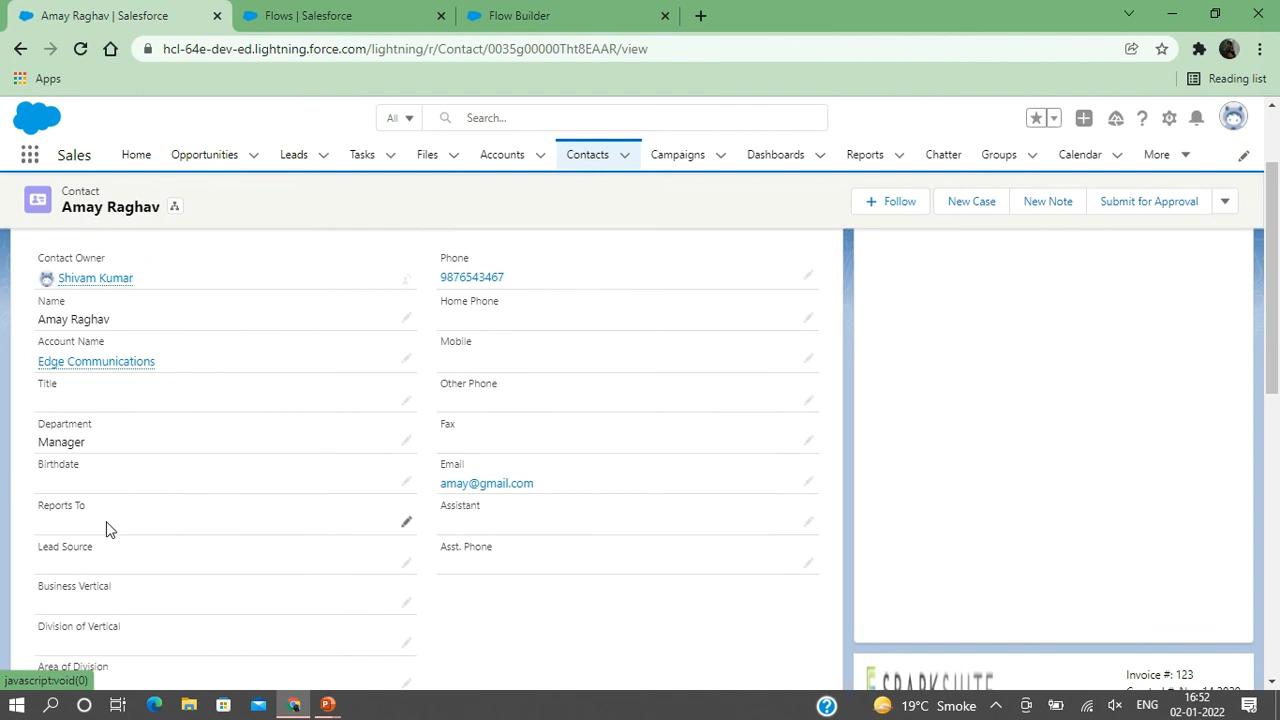 Amay Raghav | Salesforce
Flows | Salesforce
Flow Builder
hcl-64e-dev-ed.lightning.force.com/lightning/r/Contact/0035g00000Tht8EAAR/view
Apps
Reading list
All
Search...
Sales Home Opportunities Leads Tasks Files Accounts Contacts Campaigns Dashboards Reports Chatter Groups Calendar More
Contact
Amay Raghav
Follow
New Case
New Note
Submit for Approval
Contact Owner
Shivam Kumar
Phone
9876543467
Name
Amay Raghav
Home Phone
Account Name
Edge Communications
Mobile
Title
Other Phone
Department
Manager
Fax
Birthdate
Email
amay@gmail.com
Reports To
Assistant
Lead Source
Asst. Phone
Business Vertical
Division of Vertical
Area of Division
javascript:void(0)
SPARKSUITE
Invoice #: 123
19°C Smoke
ENG
16:52
02-01-2022